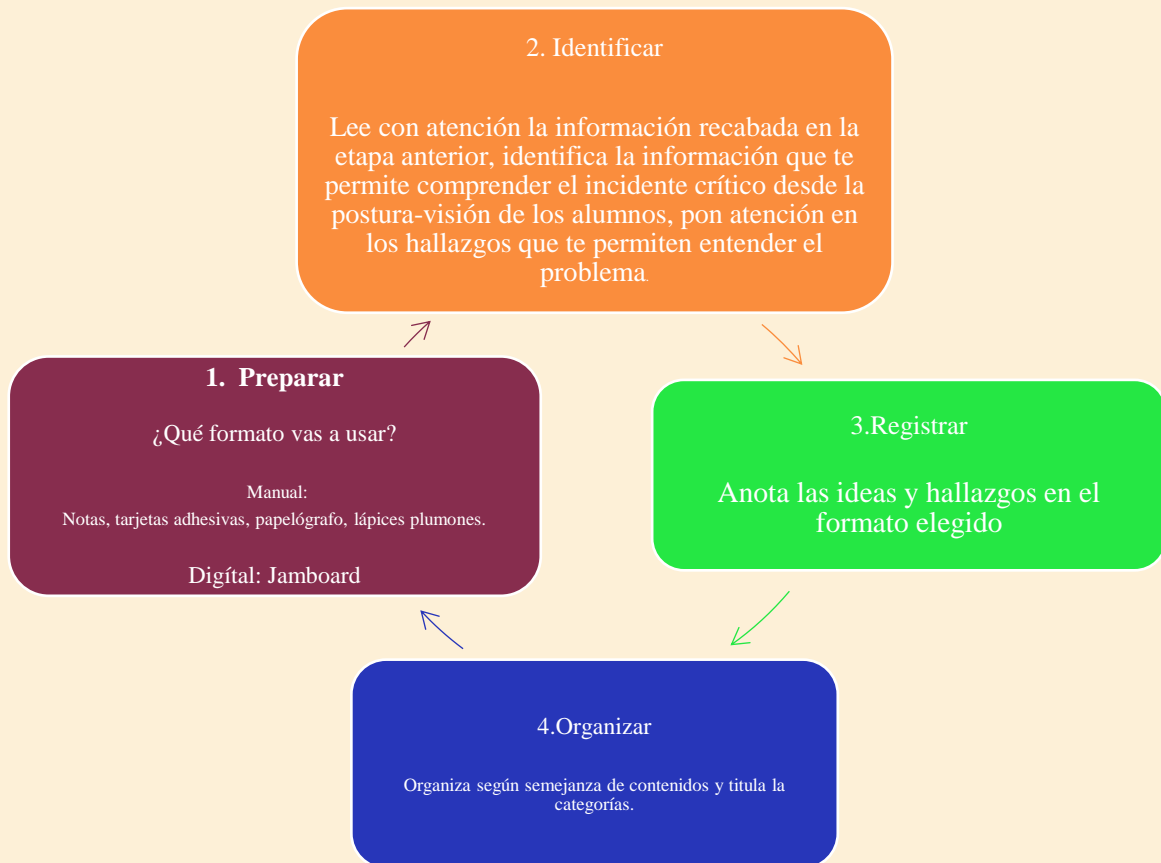 1. Preparar
¿Qué formato vas a usar?
Manual:
Notas, tarjetas adhesivas, papelógrafo, lápices plumones.
Digítal: Jamboard
2. Identificar
Lee con atención la información recabada en la
etapa anterior, identifica la información que te
permite comprender el incidente crítico desde la
postura-visión de los alumnos, pon atención en
los hallazgos que te permiten entender el
problema.
3.Registrar
Anota las ideas y hallazgos en el
formato elegido
4.Organizar
Organiza según semejanza de contenidos y titula la
categorías.